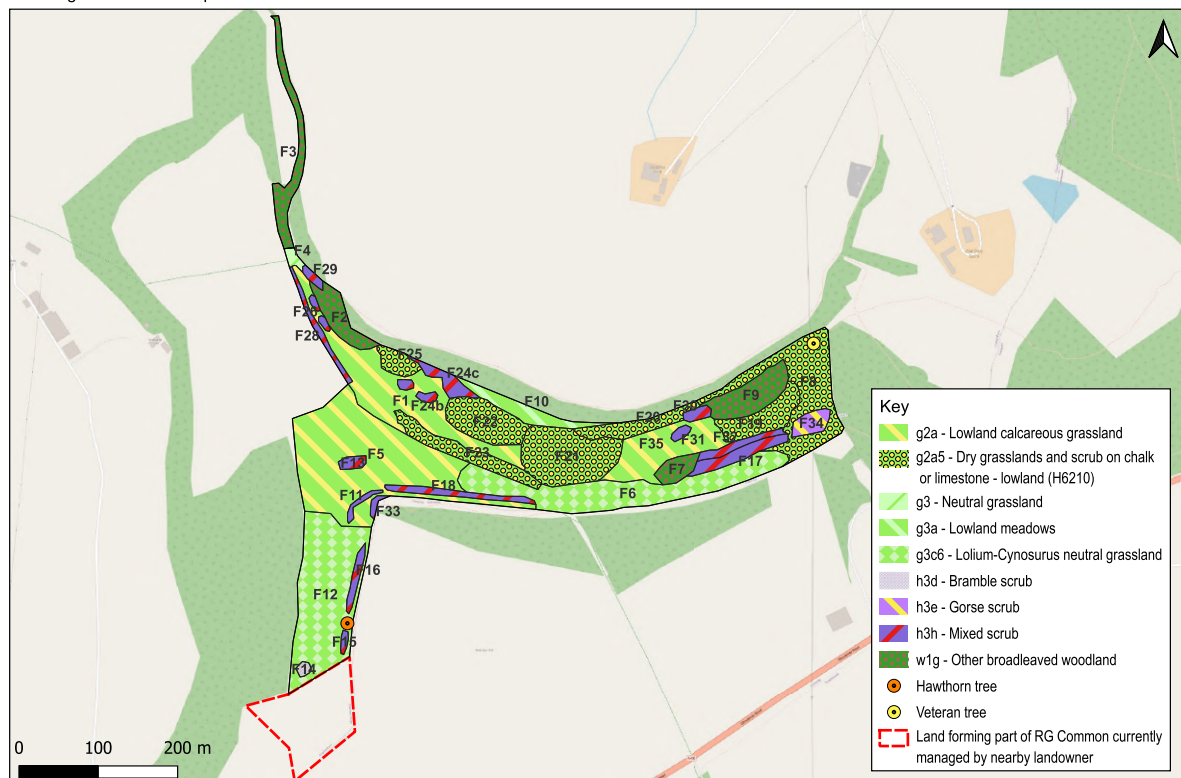 F3
F4
F29
F2
F28
F25
F24c
F1
F24b
F10
F22
F9
F34
F35
F31
F21
F23
F5
F7
F17
F18
F6
F11
F33
F16
F12
F15
F14
0 100 200 m
Key
g2a - Lowland calcareous grassland
g2a5 - Dry grasslands and scrub on chalk
or limestone - lowland (H6210)
g3 - Neutral grassland
g3a - Lowland meadows
g3c6 - Lolium-Cynosurus neutral grassland
h3d - Bramble scrub
h3e - Gorse scrub
h3h - Mixed scrub
w1g - Other broadleaved woodland
Hawthorn tree
Veteran tree
Land forming part of RG Common currently
managed by nearby landowner